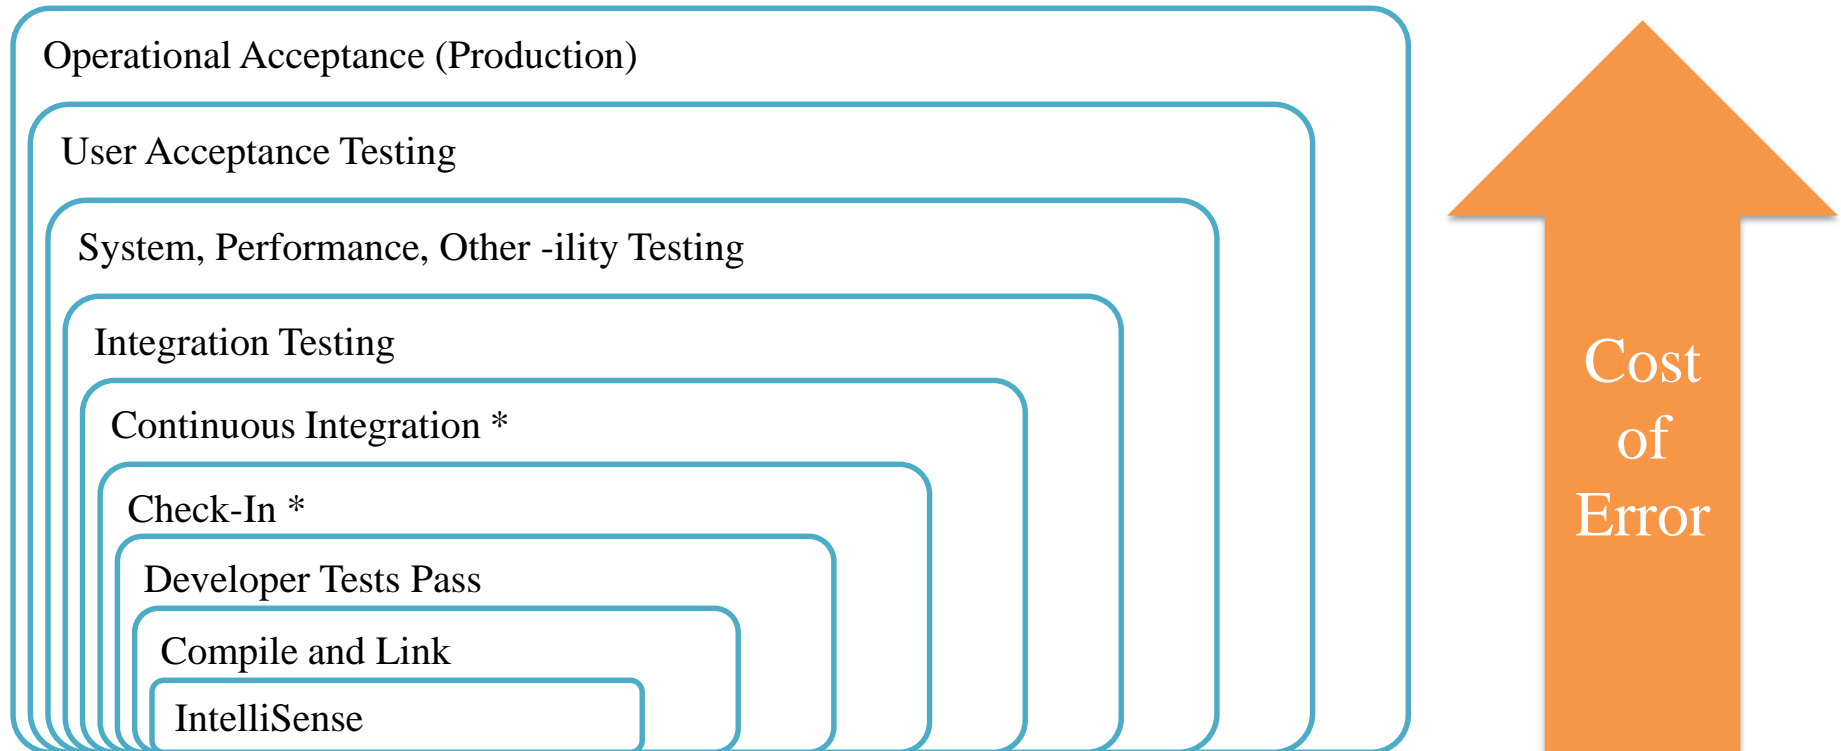 Operational Acceptance (Production)
User Acceptance Testing
System, Performance, Other -ility Testing
Integration Testing
Continuous Integration *
Check-In *
Developer Tests Pass
Compile and Link
IntelliSense
Cost
of
Error